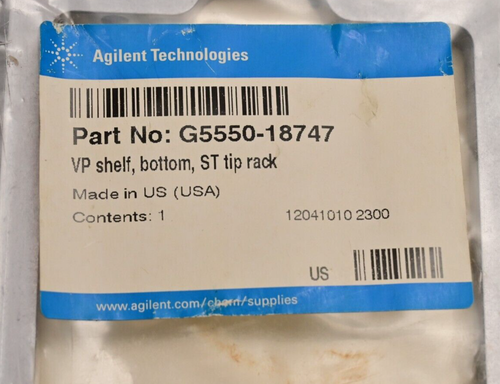 Agilent Technologies
Part No: G5550-18747
VP shelf, bottom, ST tip rack
Made in US (USA)
Contents: 1 12041010 2300
US
www.agilent.com/chem/supplies